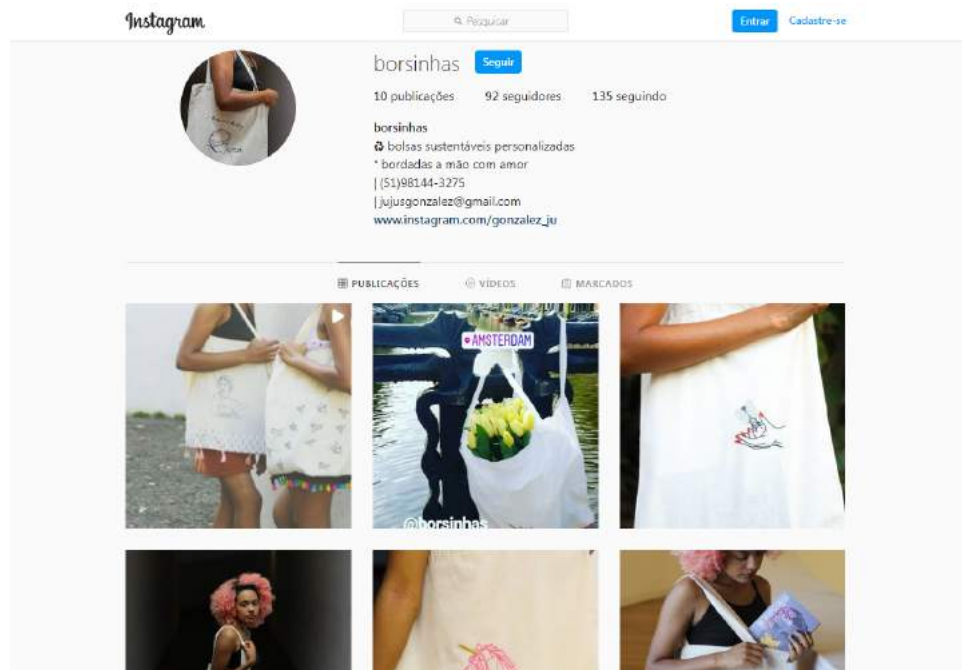 Instagram
Pesquisar
Entrar
Cadastre-se
borsinhas
Seguir
10 publicações 92 seguidores 135 seguindo
borsinhas
♻ bolsas sustentáveis personalizadas
* bordadas a mão com amor
| (51)98144-3275
| jujusgonzalez@gmail.com
www.instagram.com/gonzalez_ju
PUBLICAÇÕES VÍDEOS MARCADOS
AMSTERDAM
@borsinhas